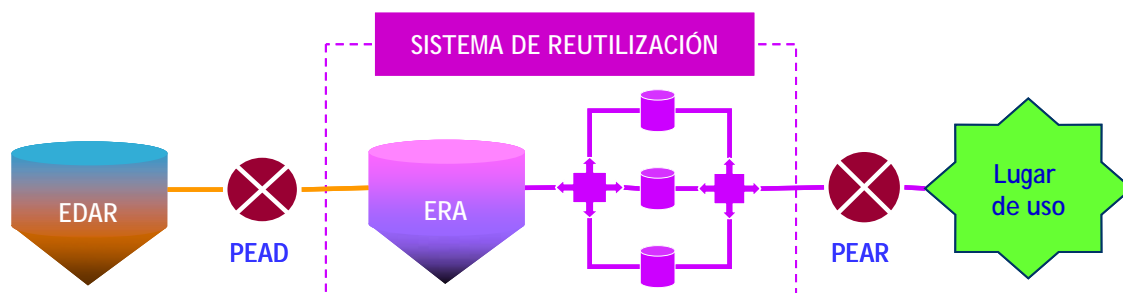 SISTEMA DE REUTILIZACIÓN
EDAR
PEAD
ERA
PEAR
Lugar
de uso